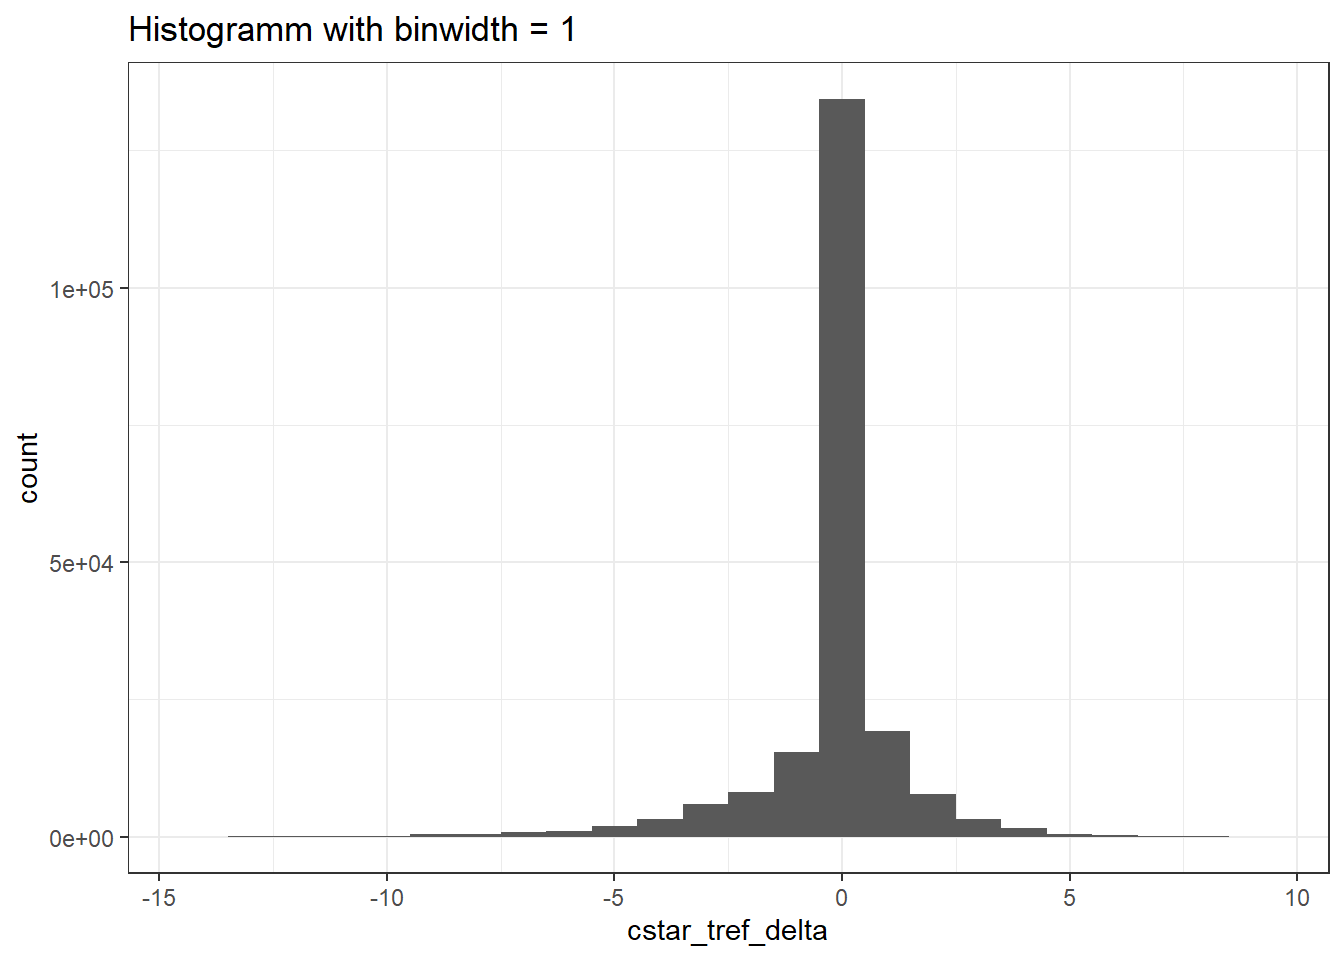 Histogramm with binwidth = 1
count
1e+05
5e+04
0e+00
-15 -10 -5 0 5 10
cstar_tref_delta